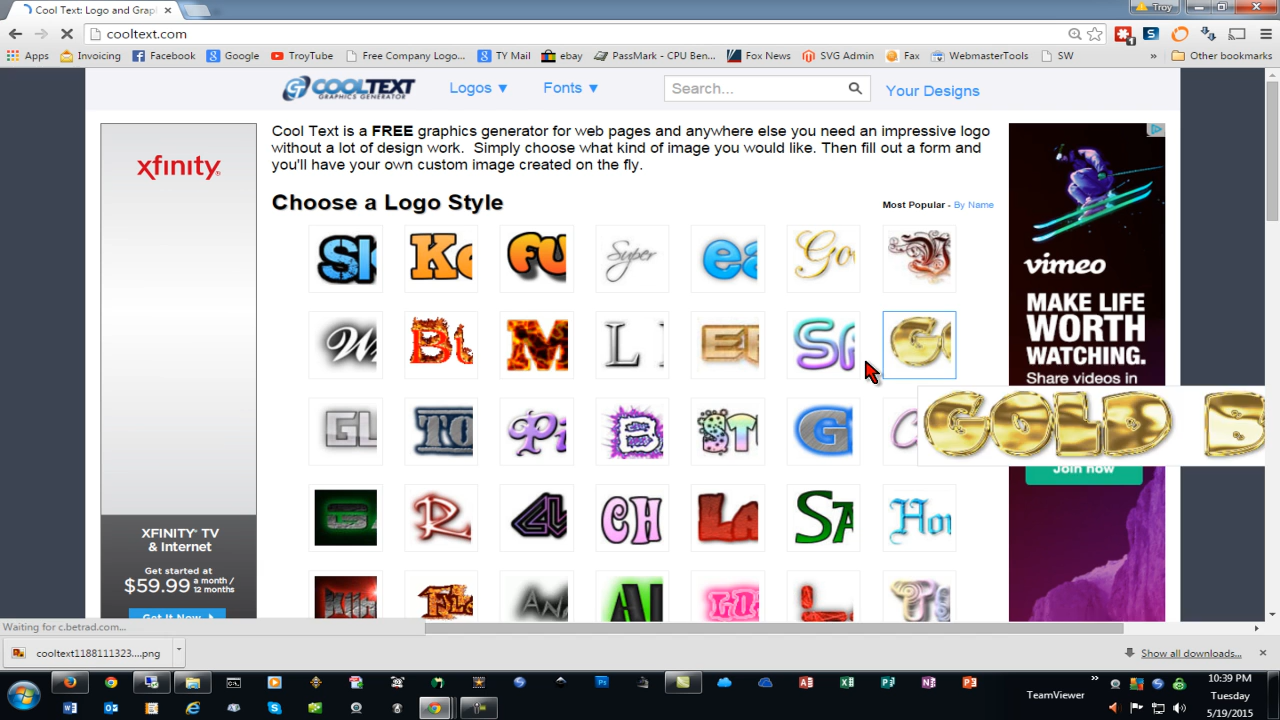 Cool Text: Logo and Grap
Troy
cooltext.com
Apps
Invoicing
Facebook
Google
TroyTube
Free Company Logo...
TY Mail
ebay
PassMark - CPU Ben...
Fox News
SVG Admin
Fax
WebmasterTools
SW
»
Other bookmarks
COOLTEXT
GRAPHICS GENERATOR
Logos ▼
Fonts ▼
Search...
Your Designs
Cool Text is a FREE graphics generator for web pages and anywhere else you need an impressive logo
without a lot of design work. Simply choose what kind of image you would like. Then fill out a form and
you'll have your own custom image created on the fly.
Choose a Logo Style
Most Popular - By Name
Super
GOLD B
xfinity
XFINITY® TV
& Internet
Get started at
$59.99 a month / 12 months
Get It Now
vimeo
MAKE LIFE
WORTH
WATCHING.
Share videos in
Join now
Waiting for c.betrad.com...
cooltext1188111323....png
Show all downloads...
TeamViewer
10:39 PM
Tuesday
5/19/2015